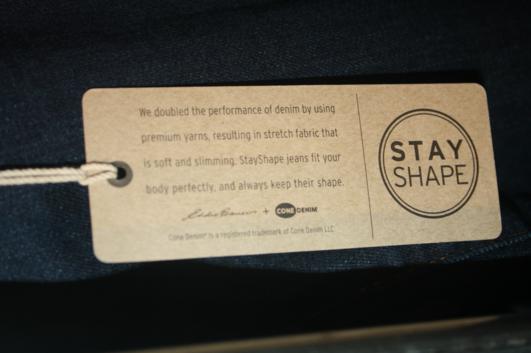 We doubled the performance of denim by using
premium yarns, resulting in stretch fabric that
is soft and slimming. StayShape jeans fit your
body perfectly, and always keep their shape.
Eddie Bauer + CONE DENIM
Cone Denim® is a registered trademark of Cone Denim LLC
STAY
SHAPE